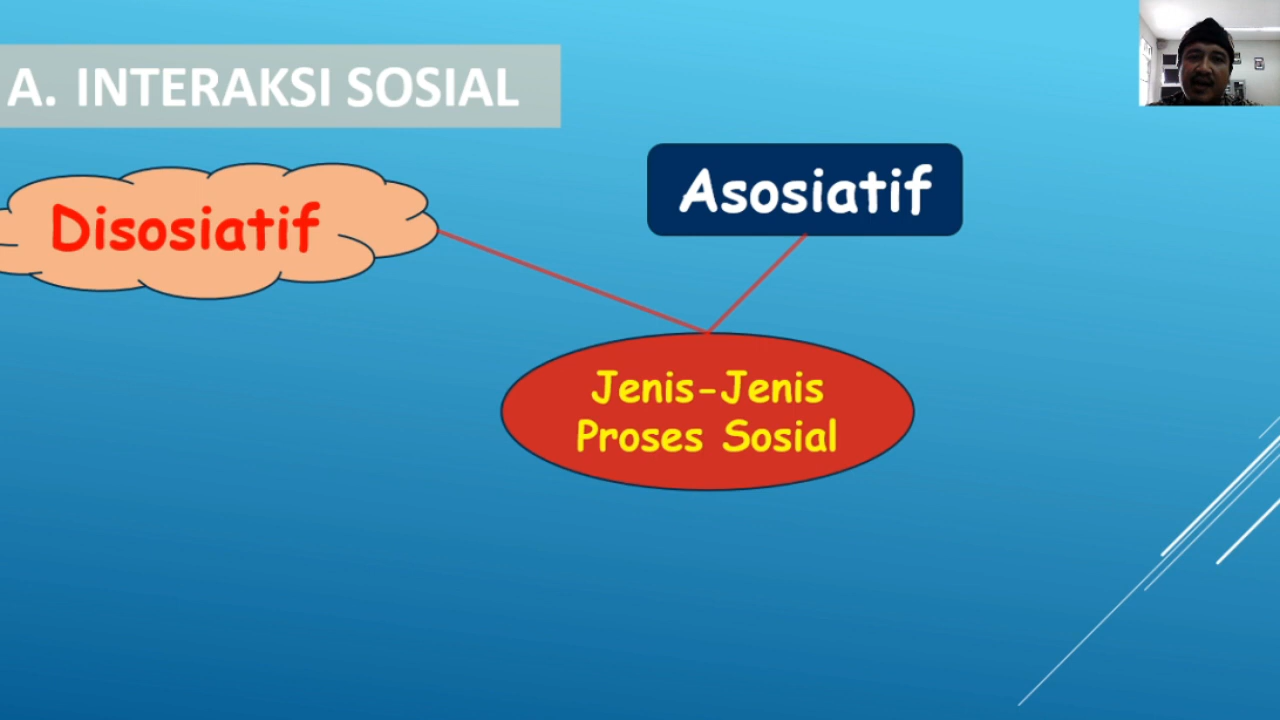 A. INTERAKSI SOSIAL
Disosiatif
Asosiatif
Jenis-Jenis
Proses Sosial